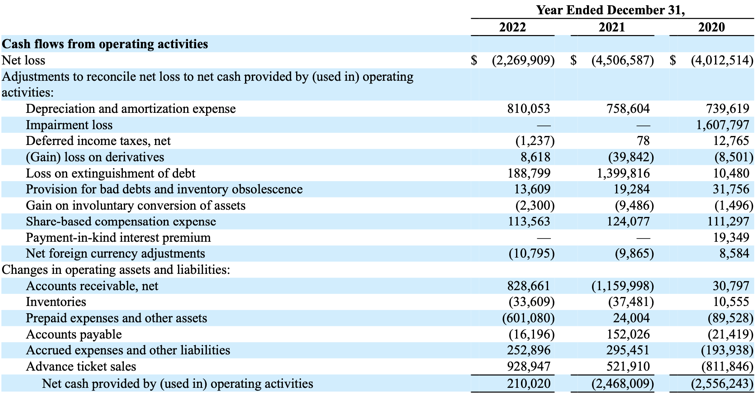 Year Ended December 31,
2022 2021 2020
Cash flows from operating activities
Net loss $ (2,269,909) $ (4,506,587) $ (4,012,514)
Adjustments to reconcile net loss to net cash provided by (used in) operating
activities:
Depreciation and amortization expense 810,053 758,604 739,619
Impairment loss — — 1,607,797
Deferred income taxes, net (1,237) 78 12,765
(Gain) loss on derivatives 8,618 (39,842) (8,501)
Loss on extinguishment of debt 188,799 1,399,816 10,480
Provision for bad debts and inventory obsolescence 13,609 19,284 31,756
Gain on involuntary conversion of assets (2,300) (9,486) (1,496)
Share-based compensation expense 113,563 124,077 111,297
Payment-in-kind interest premium — — 19,349
Net foreign currency adjustments (10,795) (9,865) 8,584
Changes in operating assets and liabilities:
Accounts receivable, net 828,661 (1,159,998) 30,797
Inventories (33,609) (37,481) 10,555
Prepaid expenses and other assets (601,080) 24,004 (89,528)
Accounts payable (16,196) 152,026 (21,419)
Accrued expenses and other liabilities 252,896 295,451 (193,938)
Advance ticket sales 928,947 521,910 (811,846)
Net cash provided by (used in) operating activities 210,020 (2,468,009) (2,556,243)